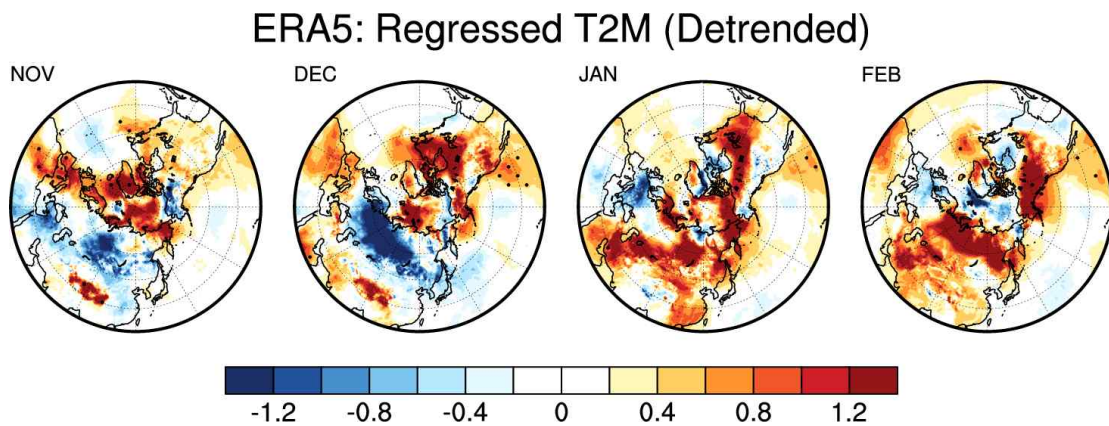 ERA5: Regressed T2M (Detrended)
NOV DEC JAN FEB
-1.2 -0.8 -0.4 0 0.4 0.8 1.2